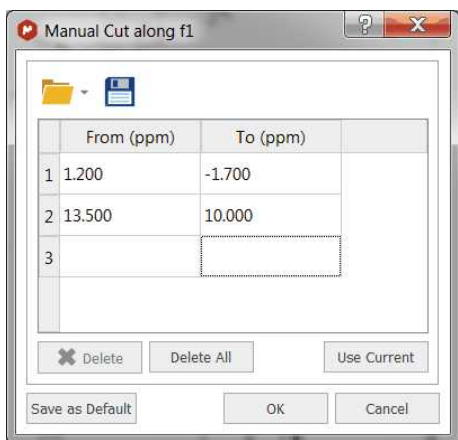 Manual Cut along f1
From (ppm) To (ppm)
1 1.200 -1.700
2 13.500 10.000
3
Delete Delete All Use Current
Save as Default OK Cancel